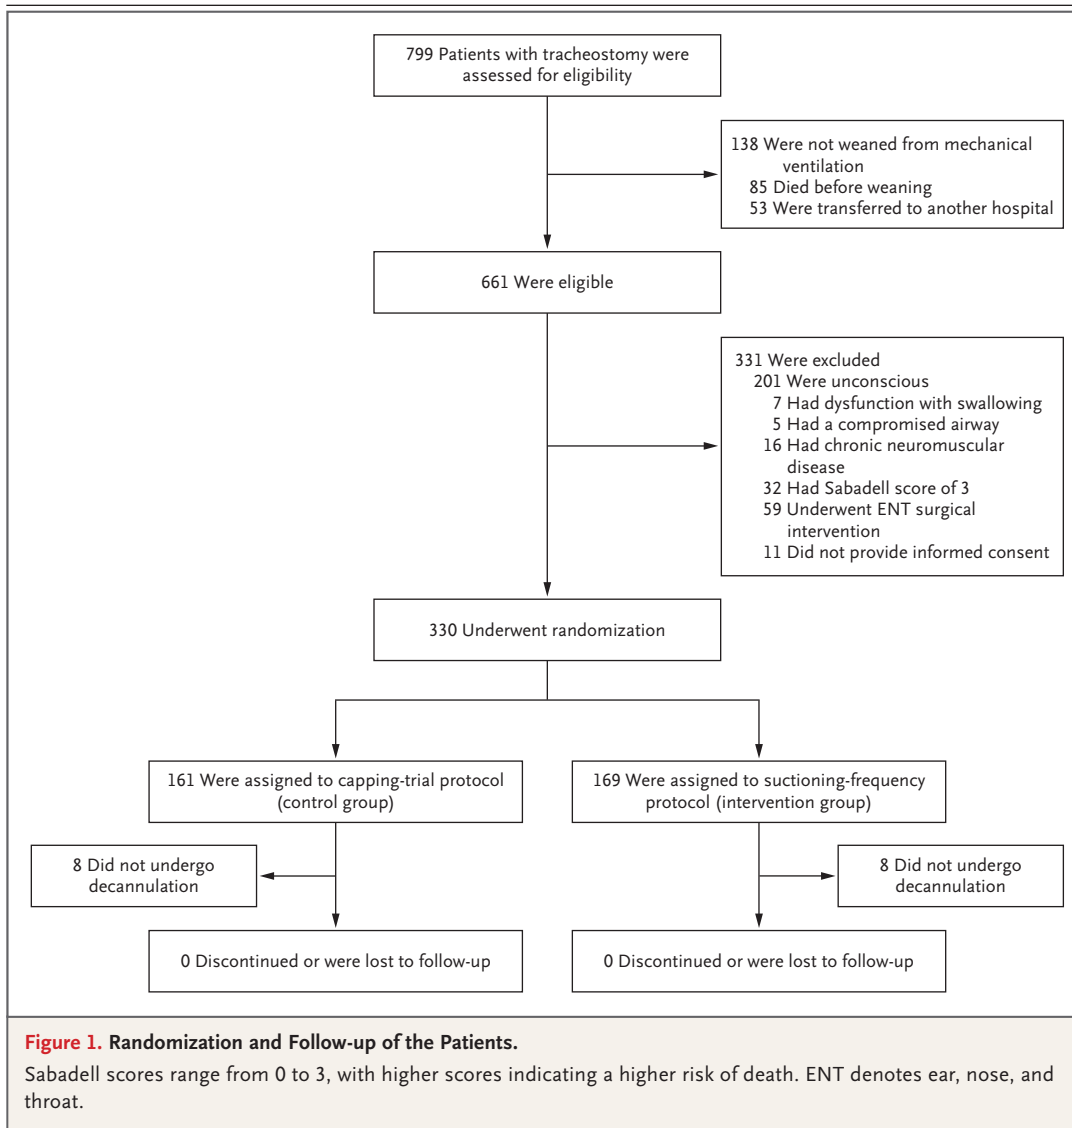 799 Patients with tracheostomy were
assessed for eligibility
138 Were not weaned from mechanical
ventilation
85 Died before weaning
53 Were transferred to another hospital
661 Were eligible
331 Were excluded
201 Were unconscious
7 Had dysfunction with swallowing
5 Had a compromised airway
16 Had chronic neuromuscular
disease
32 Had Sabadell score of 3
59 Underwent ENT surgical
intervention
11 Did not provide informed consent
330 Underwent randomization
161 Were assigned to capping-trial protocol
(control group)
169 Were assigned to suctioning-frequency
protocol (intervention group)
8 Did not undergo
decannulation
8 Did not undergo
decannulation
0 Discontinued or were lost to follow-up
0 Discontinued or were lost to follow-up
Figure 1. Randomization and Follow-up of the Patients.
Sabadell scores range from 0 to 3, with higher scores indicating a higher risk of death. ENT denotes ear, nose, and
throat.